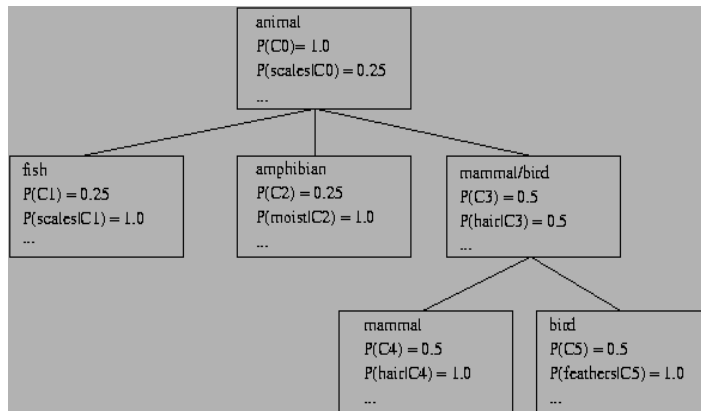 animal
P(C0)= 1.0
P(scales|C0) = 0.25
...
fish
P(C1) = 0.25
P(scales|C1) = 1.0
...
amphibian
P(C2) = 0.25
P(moist|C2) = 1.0
...
mammal/bird
P(C3) = 0.5
P(hair|C3) = 0.5
...
mammal
P(C4) = 0.5
P(hair|C4) = 1.0
...
bird
P(C5) = 0.5
P(feathers|C5) = 1.0
...